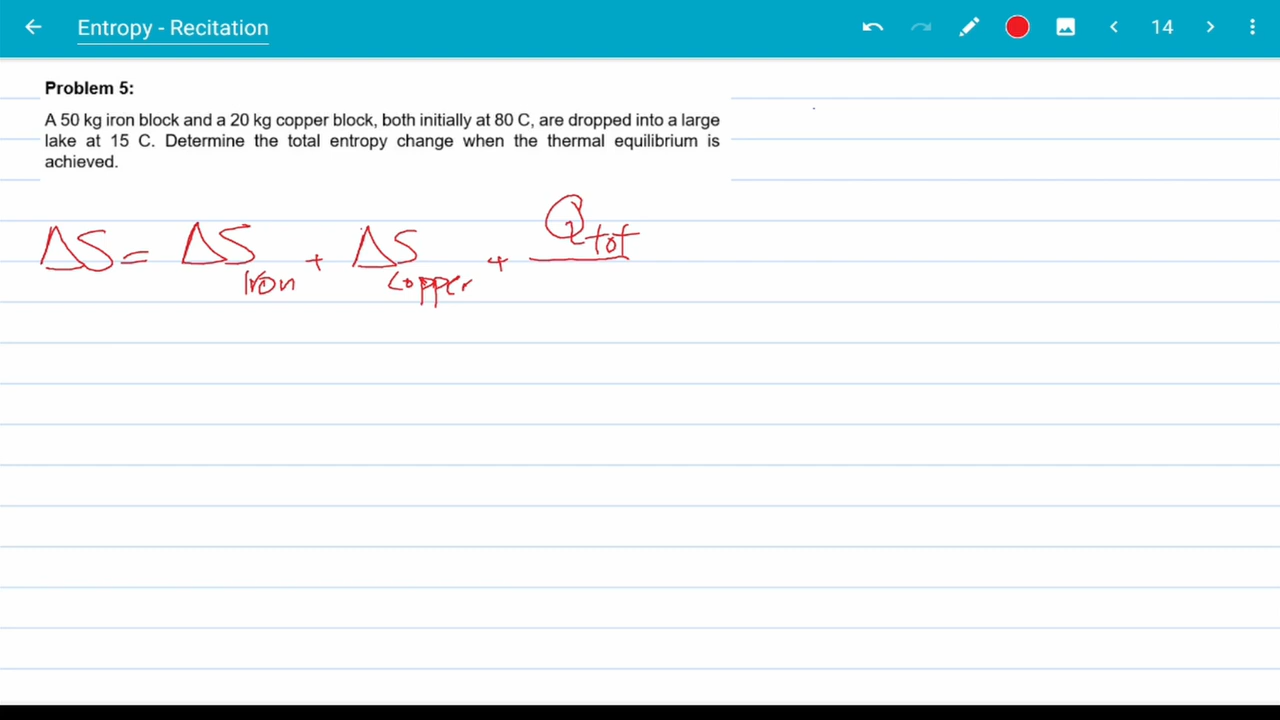 Entropy - Recitation
14
Problem 5:
A 50 kg iron block and a 20 kg copper block, both initially at 80 C, are dropped into a large
lake at 15 C. Determine the total entropy change when the thermal equilibrium is
achieved.
ΔS = ΔS Iron + ΔS copper + Q tot